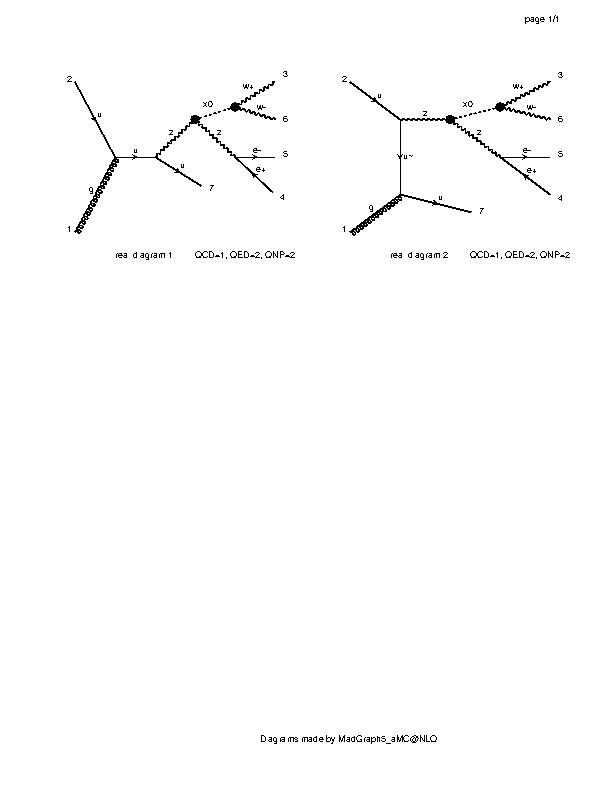 page 1/1
2 u g 1 u z u 7 z x0 w+ 3 w- 6 e- 5 e+ 4
real diagram 1 QCD=1, QED=2, QNP=2
2 u z u~ g 1 u 7 z x0 w+ 3 w- 6 e- 5 e+ 4
real diagram 2 QCD=1, QED=2, QNP=2
Diagrams made by MadGraph5_aMC@NLO